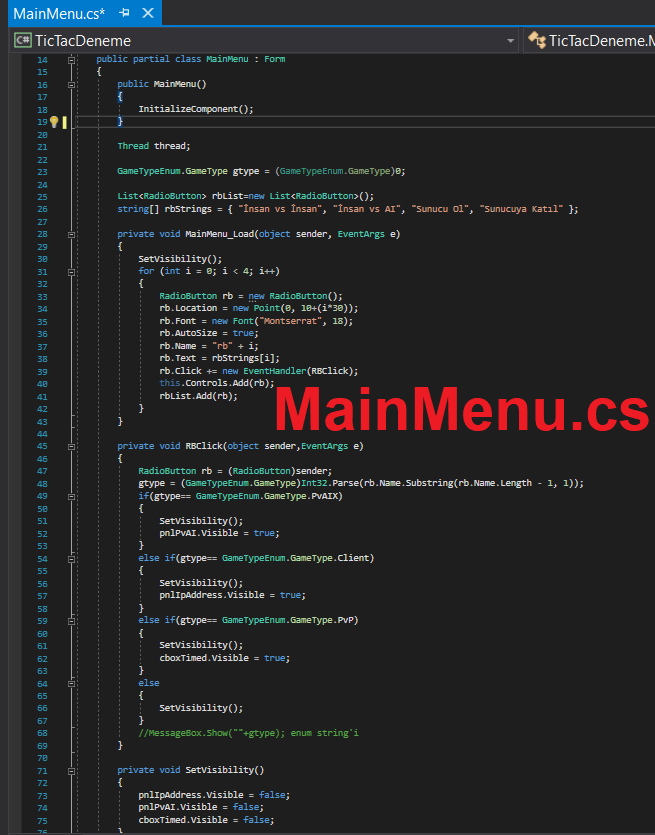 MainMenu.cs*
TicTacDeneme
TicTacDeneme.M
14 public partial class MainMenu : Form
15 {
16 public MainMenu()
17 {
18 InitializeComponent();
19 }
20
21 Thread thread;
22
23 GameTypeEnum.GameType gtype = (GameTypeEnum.GameType)0;
24
25 List<RadioButton> rbList=new List<RadioButton>();
26 string[] rbStrings = { "İnsan vs İnsan", "İnsan vs AI", "Sunucu Ol", "Sunucuya Katıl" };
27
28 private void MainMenu_Load(object sender, EventArgs e)
29 {
30 SetVisibility();
31 for (int i = 0; i < 4; i++)
32 {
33 RadioButton rb = new RadioButton();
34 rb.Location = new Point(0, 10+(i*30));
35 rb.Font = new Font("Montserrat", 18);
36 rb.AutoSize = true;
37 rb.Name = "rb" + i;
38 rb.Text = rbStrings[i];
39 rb.Click += new EventHandler(RBClick);
40 this.Controls.Add(rb);
41 rbList.Add(rb);
42 }
43 }
MainMenu.cs
44
45 private void RBClick(object sender,EventArgs e)
46 {
47 RadioButton rb = (RadioButton)sender;
48 gtype = (GameTypeEnum.GameType)Int32.Parse(rb.Name.Substring(rb.Name.Length - 1, 1));
49 if(gtype== GameTypeEnum.GameType.PvAIX)
50 {
51 SetVisibility();
52 pnlPvAI.Visible = true;
53 }
54 else if(gtype== GameTypeEnum.GameType.Client)
55 {
56 SetVisibility();
57 pnlIpAddress.Visible = true;
58 }
59 else if(gtype== GameTypeEnum.GameType.PvP)
60 {
61 SetVisibility();
62 cboxTimed.Visible = true;
63 }
64 else
65 {
66 SetVisibility();
67 }
68 //MessageBox.Show(""+gtype); enum string'i
69 }
70
71 private void SetVisibility()
72 {
73 pnlIpAddress.Visible = false;
74 pnlPvAI.Visible = false;
75 cboxTimed.Visible = false;
76 }